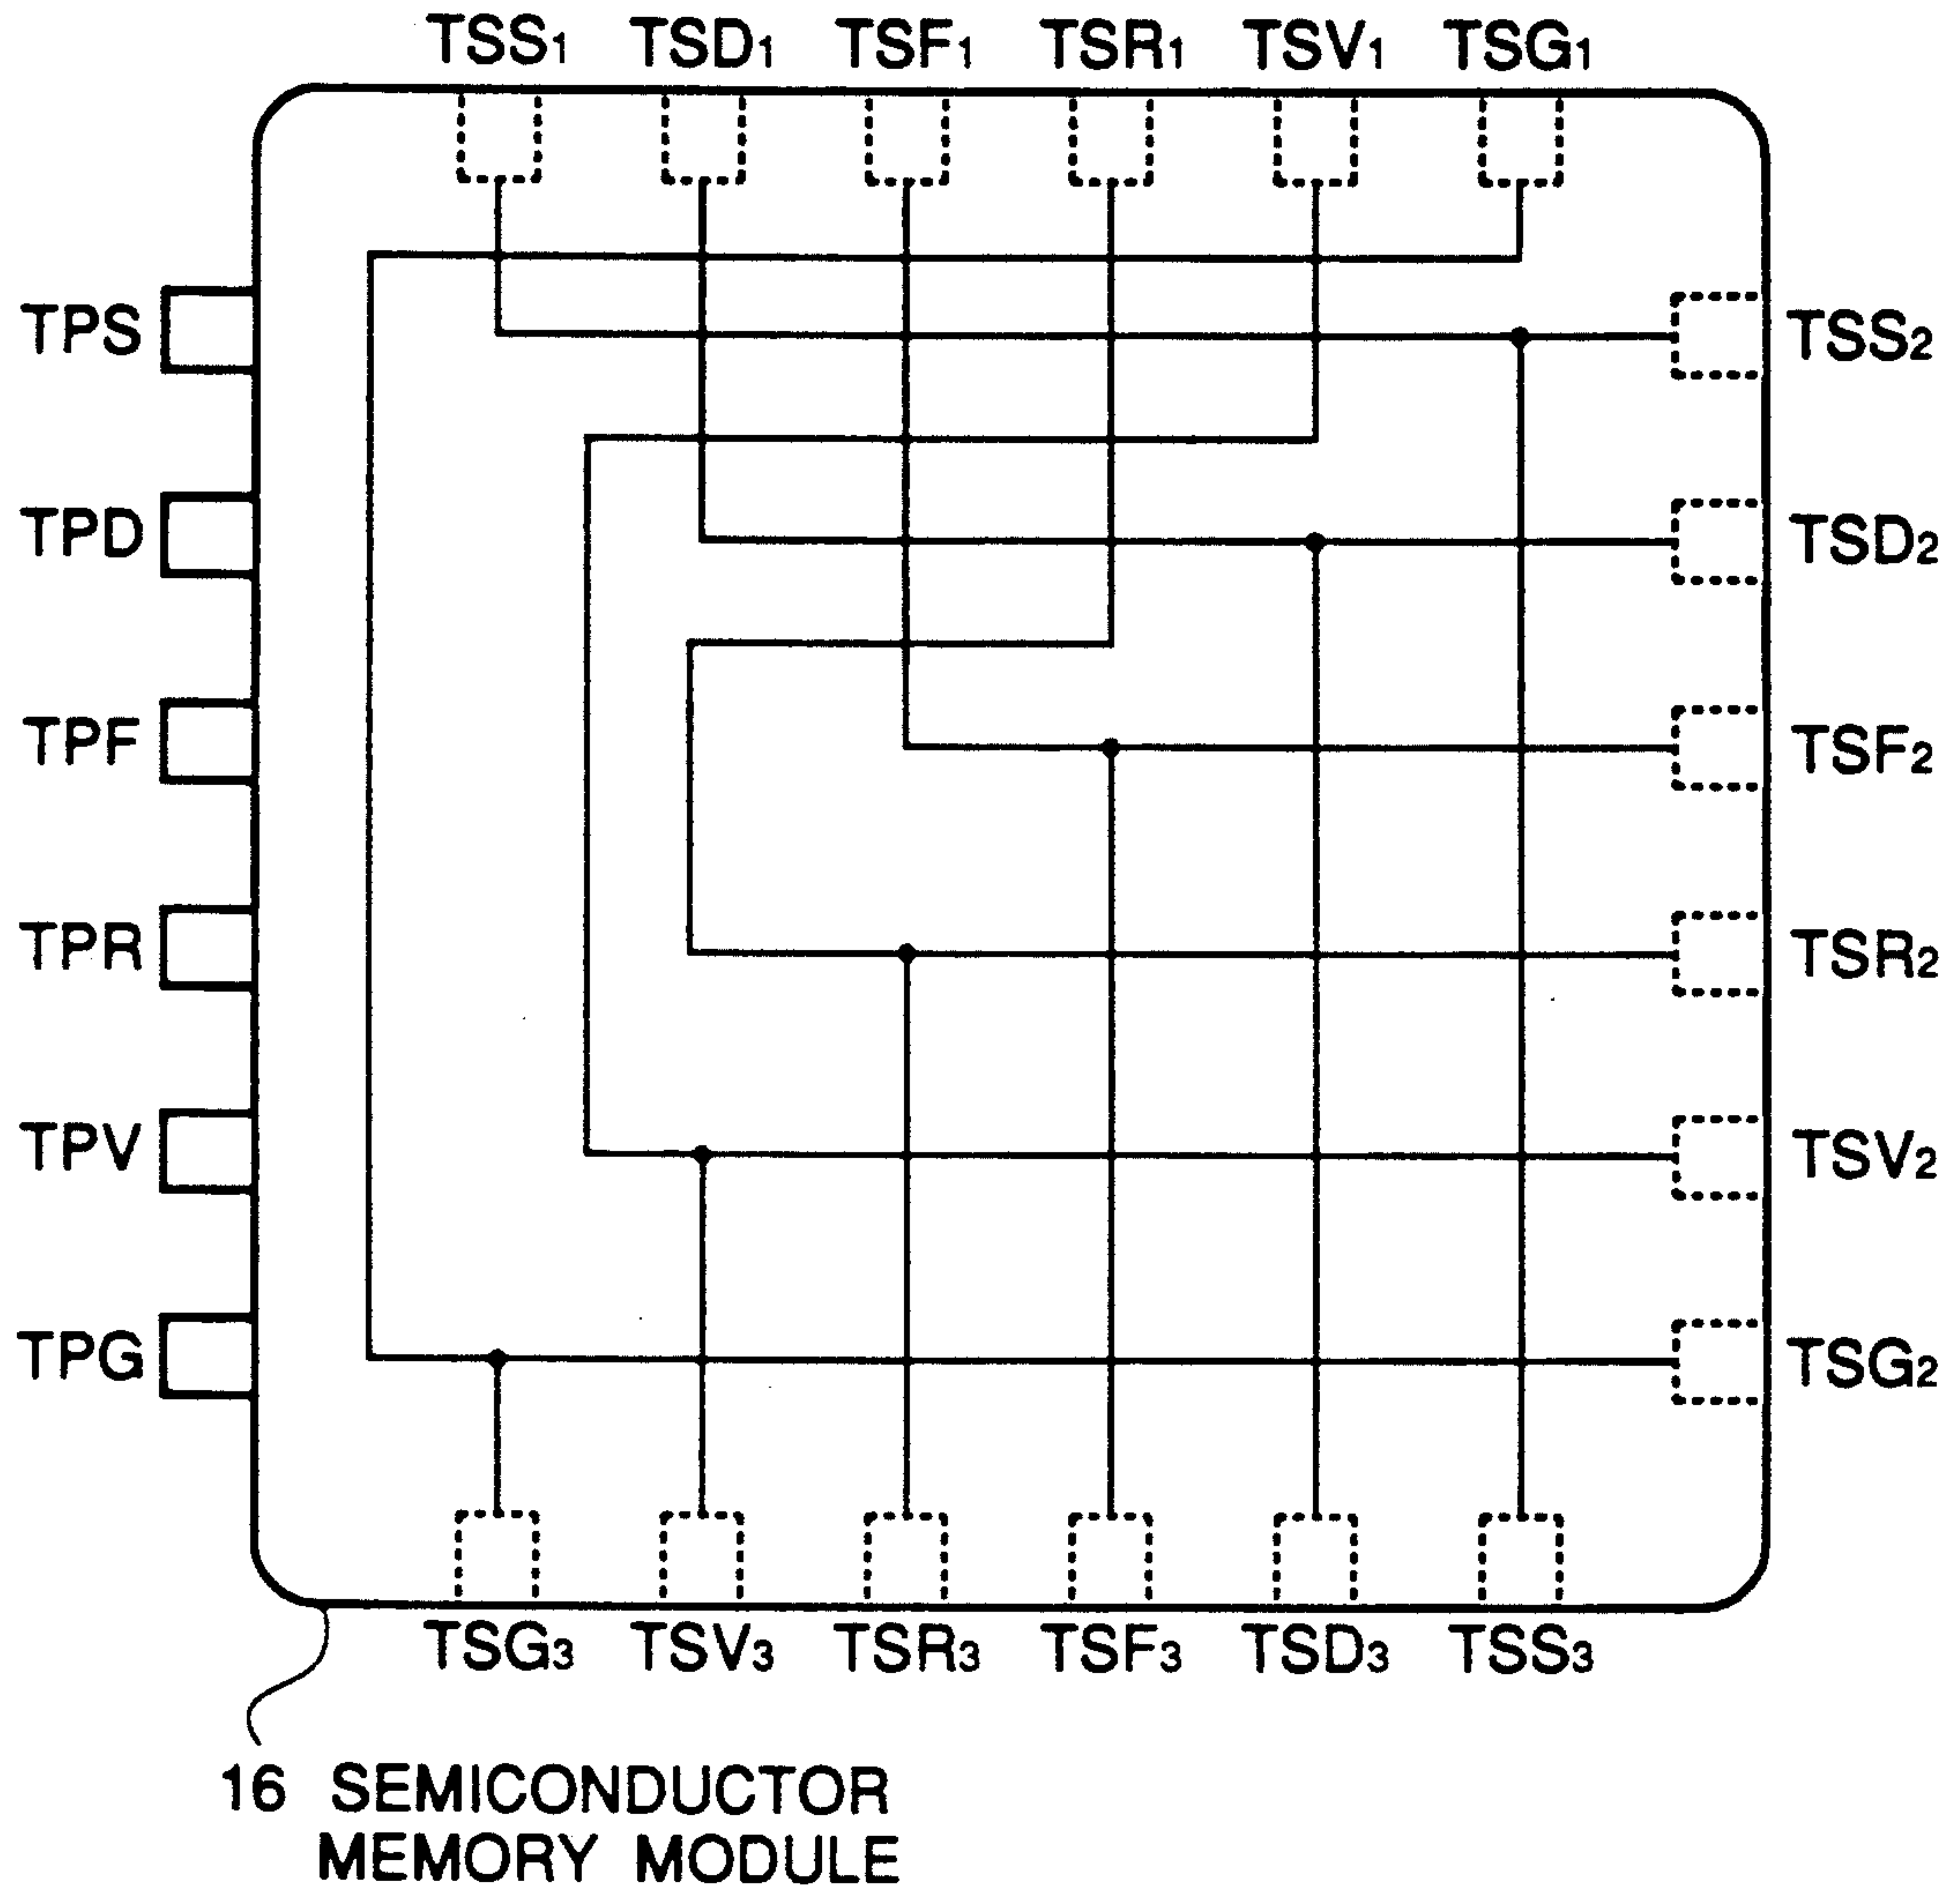 TSS1 TSD1 TSF1 TSR1 TSV1 TSG1
TPS TSS2
TPD TSD2
TPF TSF2
TPR TSR2
TPV TSV2
TPG TSG2
TSG3 TSV3 TSR3 TSF3 TSD3 TSS3
16 SEMICONDUCTOR
MEMORY MODULE